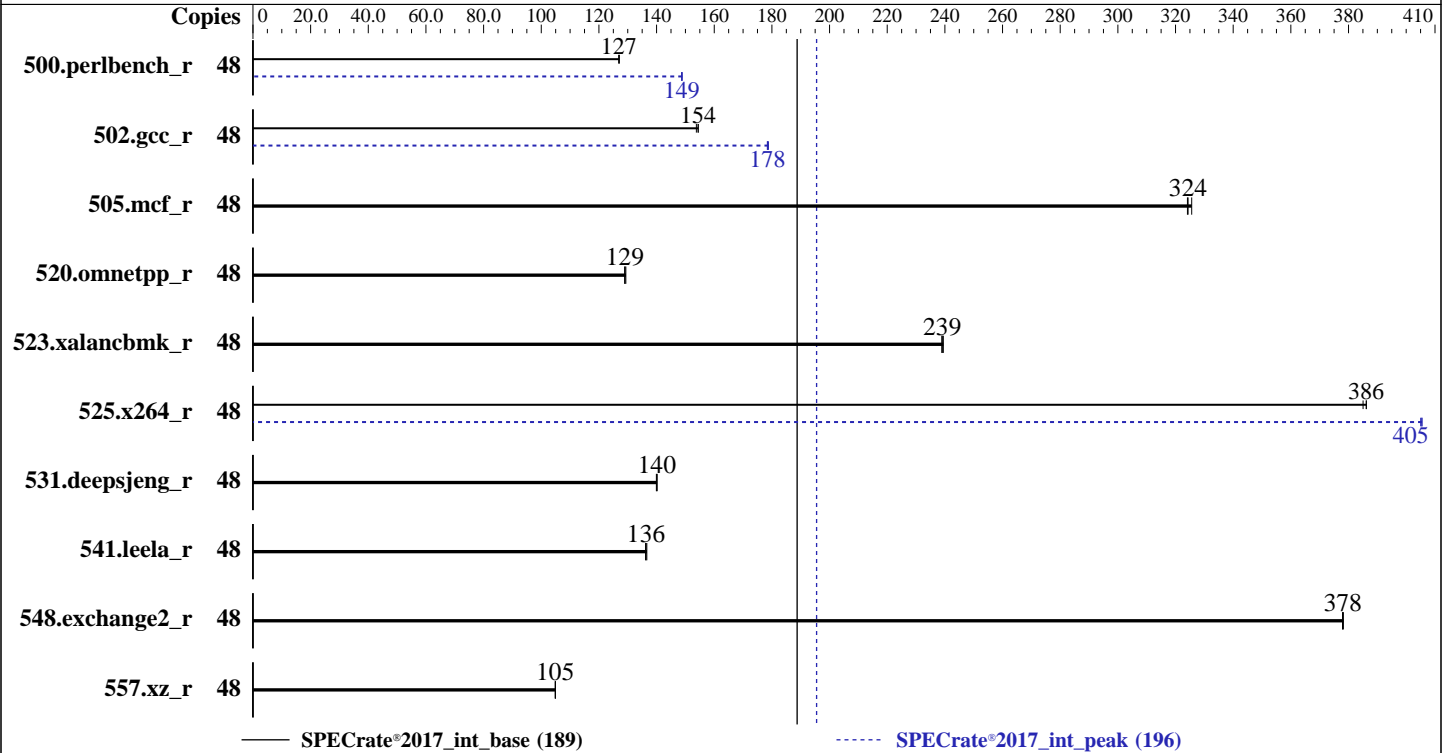 Copies 0 20.0 40.0 60.0 80.0 100 120 140 160 180 200 220 240 260 280 300 320 340 360 380 410
127
500.perlbench_r 48
149
154
502.gcc_r 48
178
324
505.mcf_r 48
129
520.omnetpp_r 48
239
523.xalancbmk_r 48
386
525.x264_r 48
405
140
531.deepsjeng_r 48
136
541.leela_r 48
378
548.exchange2_r 48
105
557.xz_r 48
SPECrate®2017_int_base (189) SPECrate®2017_int_peak (196)